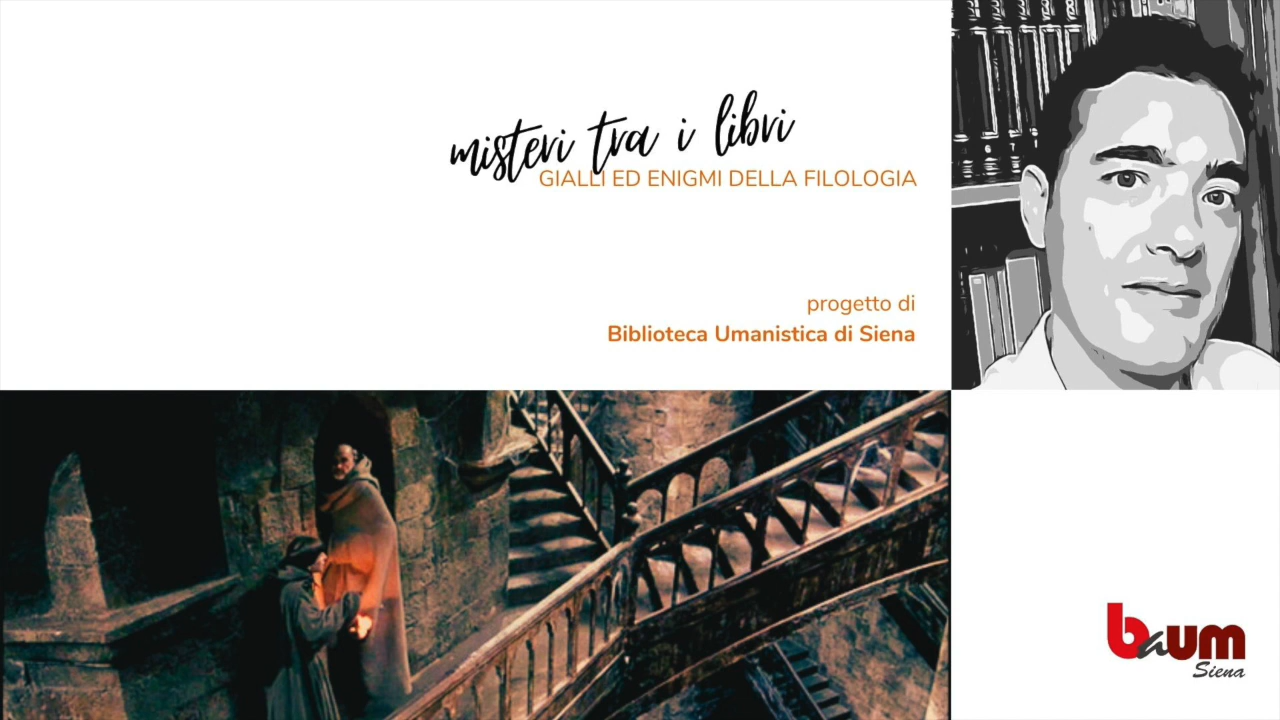 misteri tra i libri
GIALLI ED ENIGMI DELLA FILOLOGIA
progetto di
Biblioteca Umanistica di Siena
baum
Siena